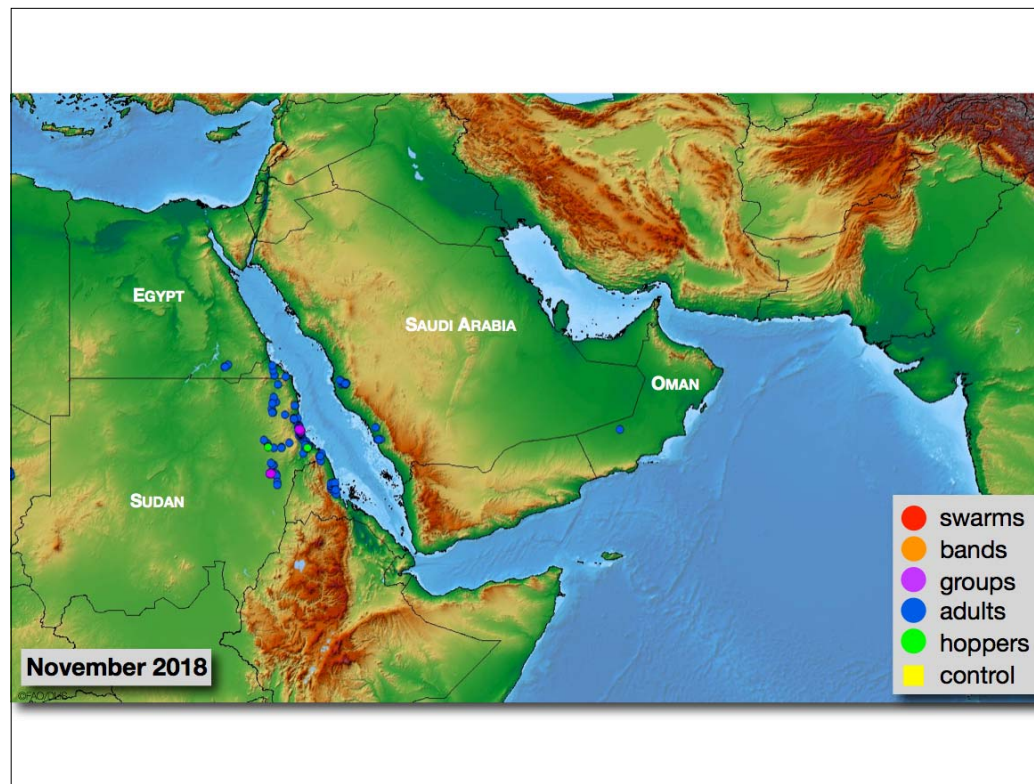 EGYPT
SAUDI ARABIA
OMAN
SUDAN
swarms
bands
groups
adults
hoppers
control
November 2018